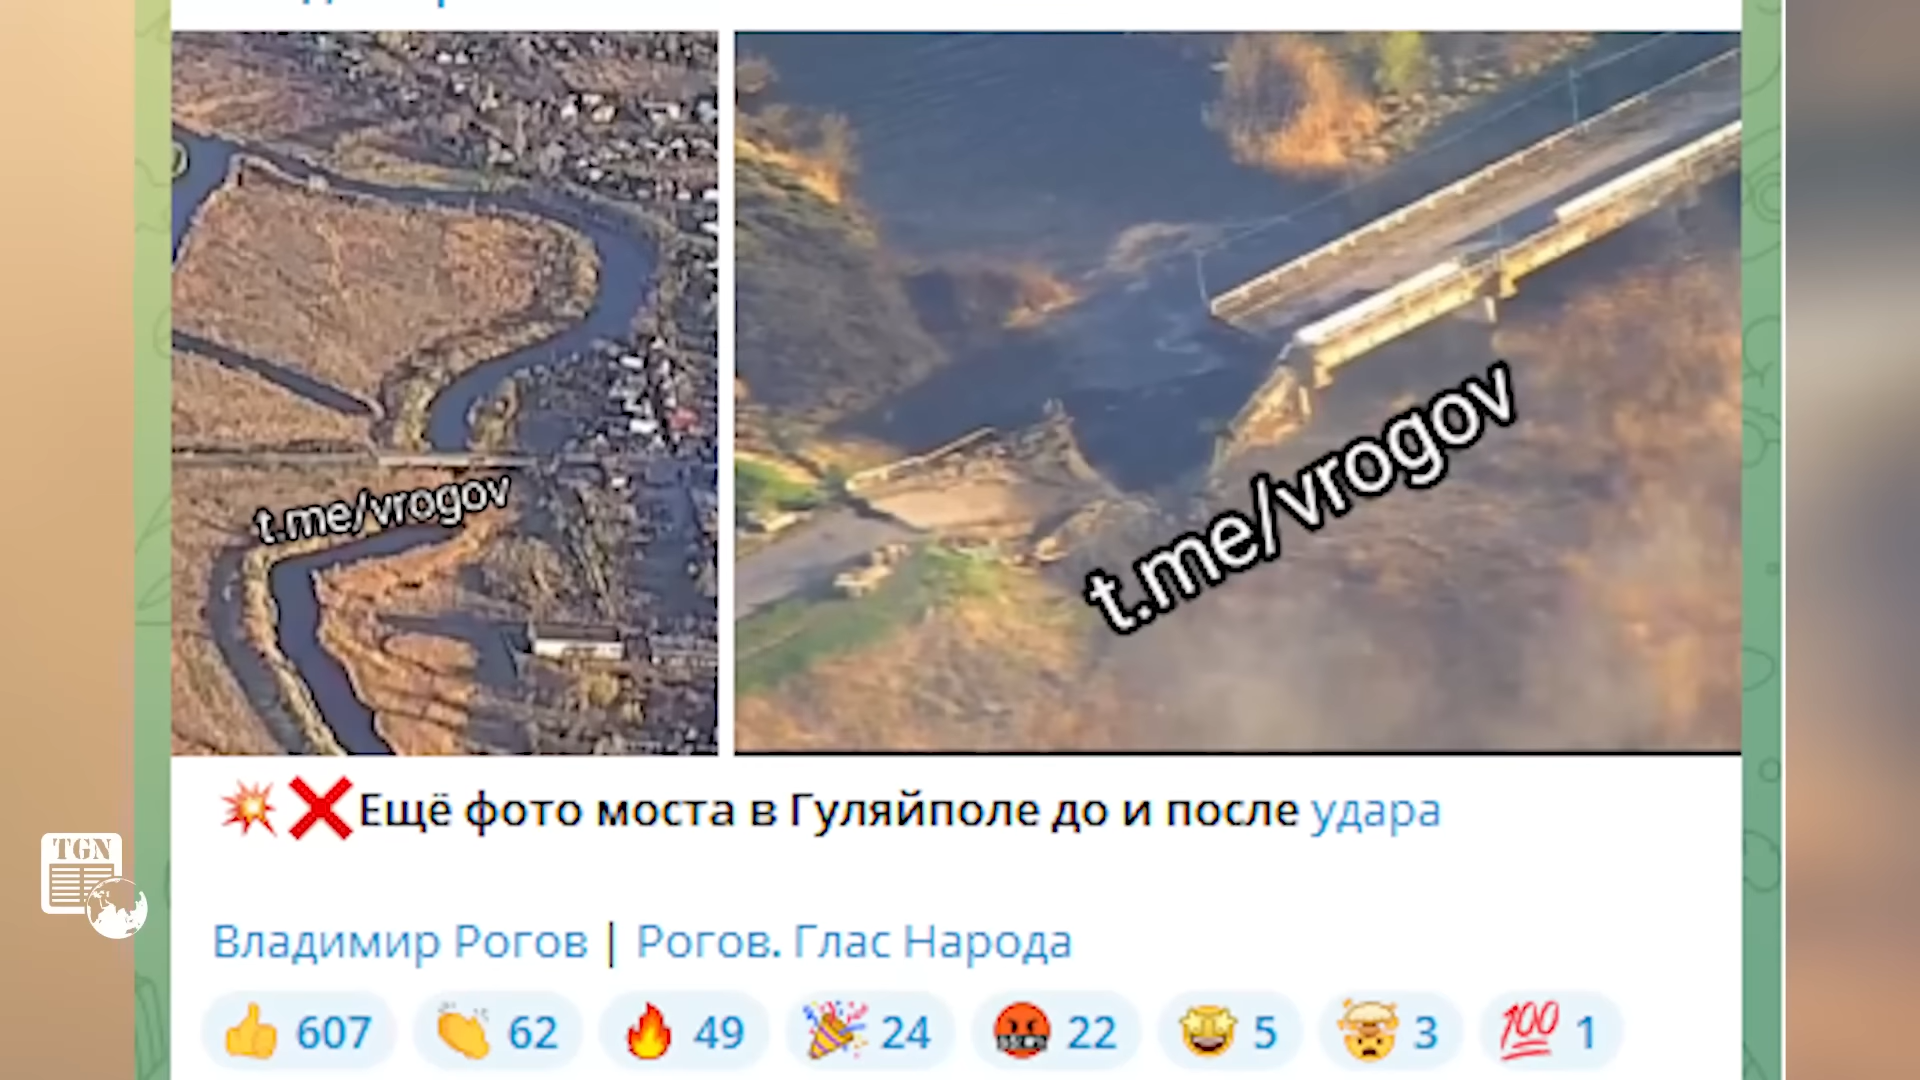 t.me/vrogov
t.me/vrogov
Ещё фото моста в Гуляйполе до и после удара
TGN
Владимир Рогов | Рогов. Глас Народа
607 62 49 24 22 5 3 100 1